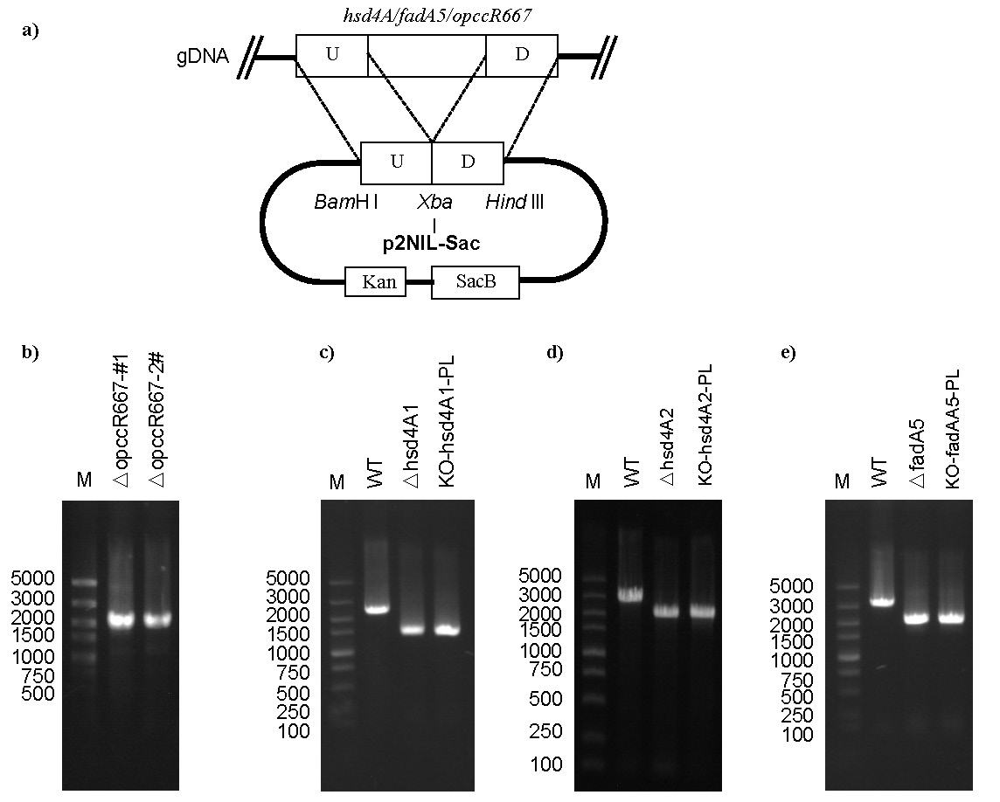 a)
hsd4A/fadA5/opccR667
gDNA
U
D
U
D
BamH I
Xba
I
Hind III
p2NIL-Sac
Kan
SacB
b)
M
△opccR667-#1
△opccR667-2#
5000
3000
2000
1500
1000
750
500
c)
M
WT
△hsd4A1
KO-hsd4A1-PL
5000
3000
2000
1500
1000
750
500
250
100
d)
M
WT
△hsd4A2
KO-hsd4A2-PL
5000
3000
2000
1500
1000
750
500
250
100
e)
M
WT
△fadA5
KO-fadAA5-PL
5000
3000
2000
1500
1000
750
500
250
100